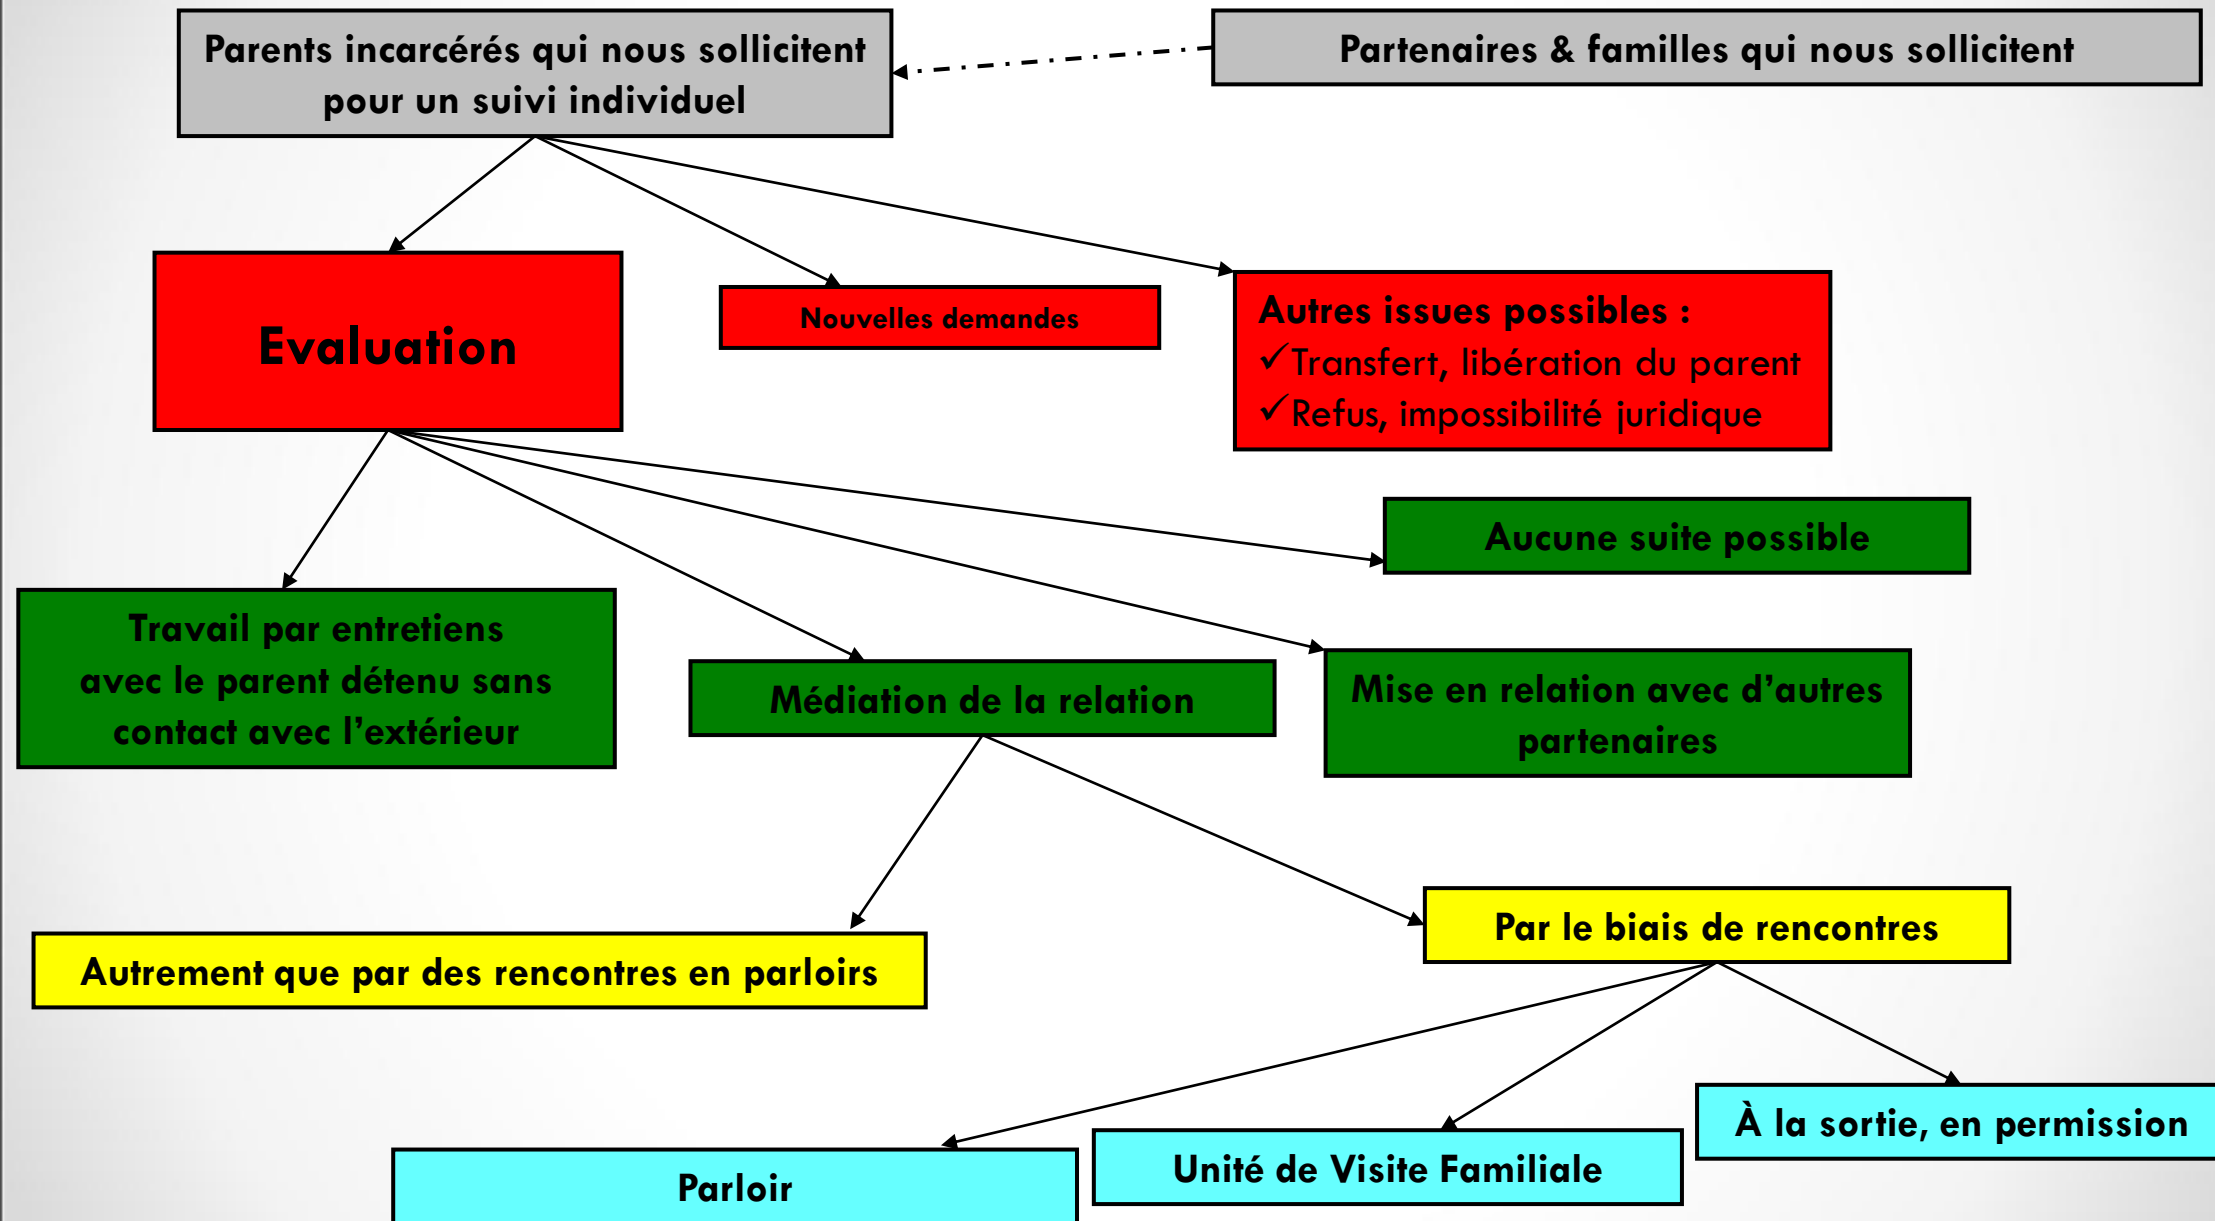 Parents incarcérés qui nous sollicitent
pour un suivi individuel
Partenaires & familles qui nous sollicitent
Evaluation
Nouvelles demandes
Autres issues possibles :
✓Transfert, libération du parent
✓Refus, impossibilité juridique
Aucune suite possible
Travail par entretiens
avec le parent détenu sans
contact avec l’extérieur
Médiation de la relation
Mise en relation avec d’autres
partenaires
Autrement que par des rencontres en parloirs
Par le biais de rencontres
Parloir
Unité de Visite Familiale
À la sortie, en permission